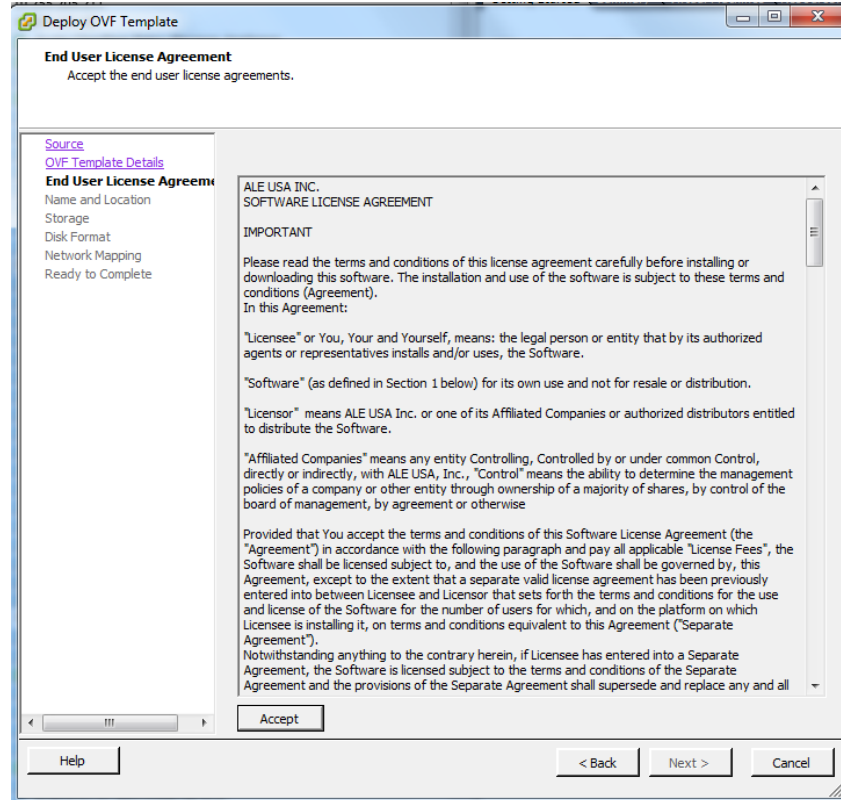 Deploy OVF Template
End User License Agreement
Accept the end user license agreements.
Source
OVF Template Details
End User License Agreeme
Name and Location
Storage
Disk Format
Network Mapping
Ready to Complete
ALE USA INC.
SOFTWARE LICENSE AGREEMENT
IMPORTANT
Please read the terms and conditions of this license agreement carefully before installing or
downloading this software. The installation and use of the software is subject to these terms and
conditions (Agreement).
In this Agreement:
"Licensee" or You, Your and Yourself, means: the legal person or entity that by its authorized
agents or representatives installs and/or uses, the Software.
"Software" (as defined in Section 1 below) for its own use and not for resale or distribution.
"Licensor" means ALE USA Inc. or one of its Affiliated Companies or authorized distributors entitled
to distribute the Software.
"Affiliated Companies" means any entity Controlling, Controlled by or under common Control,
directly or indirectly, with ALE USA, Inc., "Control" means the ability to determine the management
policies of a company or other entity through ownership of a majority of shares, by control of the
board of management, by agreement or otherwise
Provided that You accept the terms and conditions of this Software License Agreement (the
"Agreement") in accordance with the following paragraph and pay all applicable "License Fees", the
Software shall be licensed subject to, and the use of the Software shall be governed by, this
Agreement, except to the extent that a separate valid license agreement has been previously
entered into between Licensee and Licensor that sets forth the terms and conditions for the use
and license of the Software for the number of users for which, and on the platform on which
Licensee is installing it, on terms and conditions equivalent to this Agreement ("Separate
Agreement").
Notwithstanding anything to the contrary herein, if Licensee has entered into a Separate
Agreement, the Software is licensed subject to the terms and conditions of the Separate
Agreement and the provisions of the Separate Agreement shall supersede and replace any and all
Accept
Help
< Back
Next >
Cancel